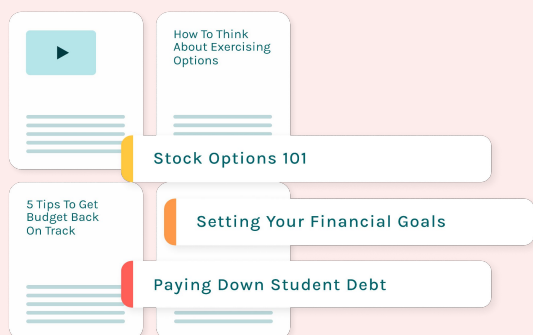 How To Think
About Exercising
Options
Stock Options 101
5 Tips To Get
Budget Back
On Track
Setting Your Financial Goals
Paying Down Student Debt